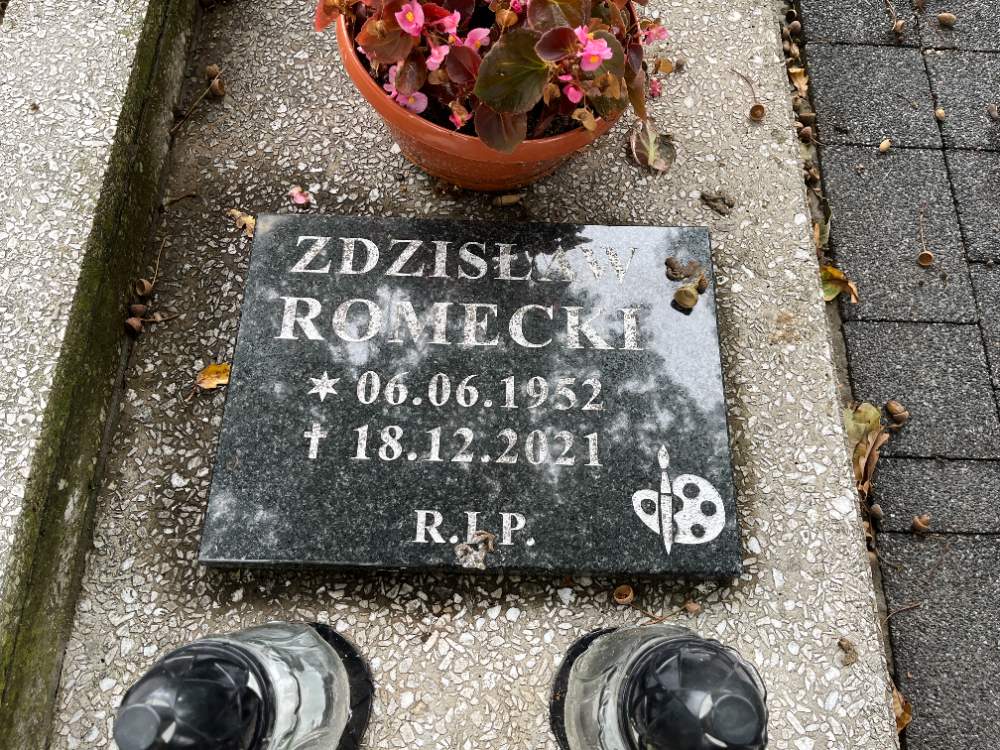 ZDZISŁAW
ROMECKI
* 06.06.1952
✝ 18.12.2021
R.I.P.